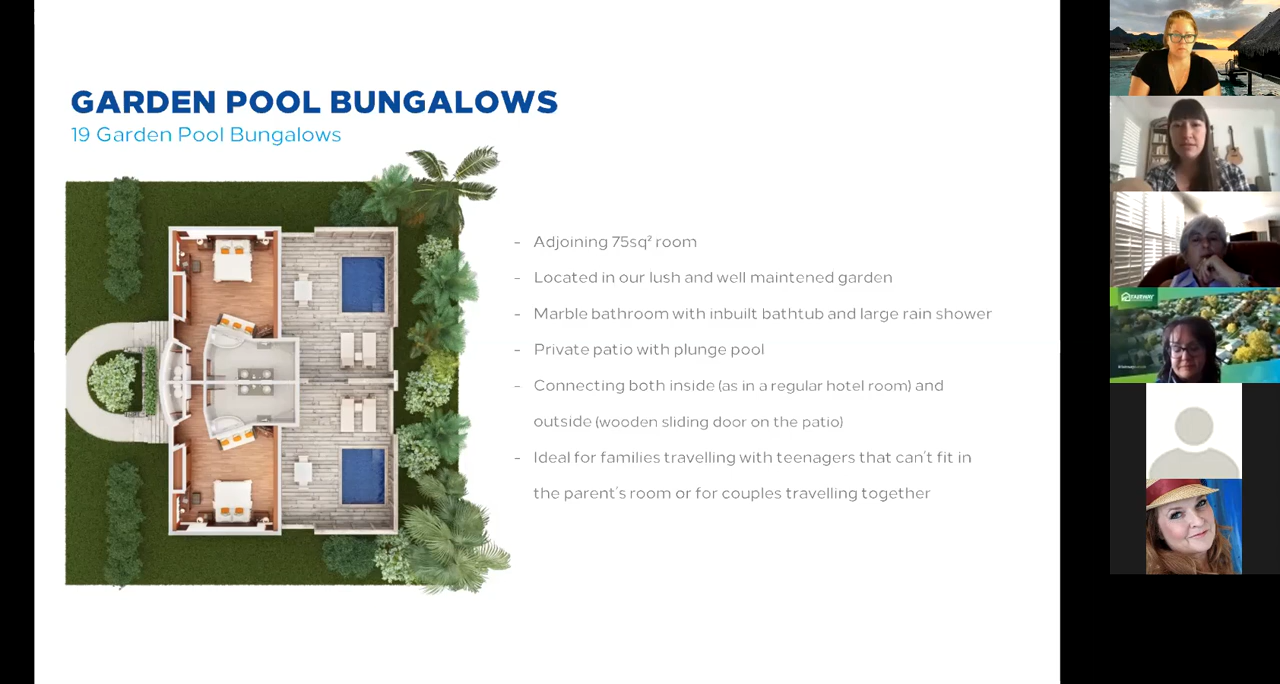 GARDEN POOL BUNGALOWS
19 Garden Pool Bungalows
- Adjoining 75sq² room
- Located in our lush and well maintened garden
- Marble bathroom with inbuilt bathtub and large rain shower
- Private patio with plunge pool
- Connecting both inside (as in a regular hotel room) and
outside (wooden sliding door on the patio)
- Ideal for families travelling with teenagers that can't fit in
the parent's room or for couples travelling together
FAIRWAY